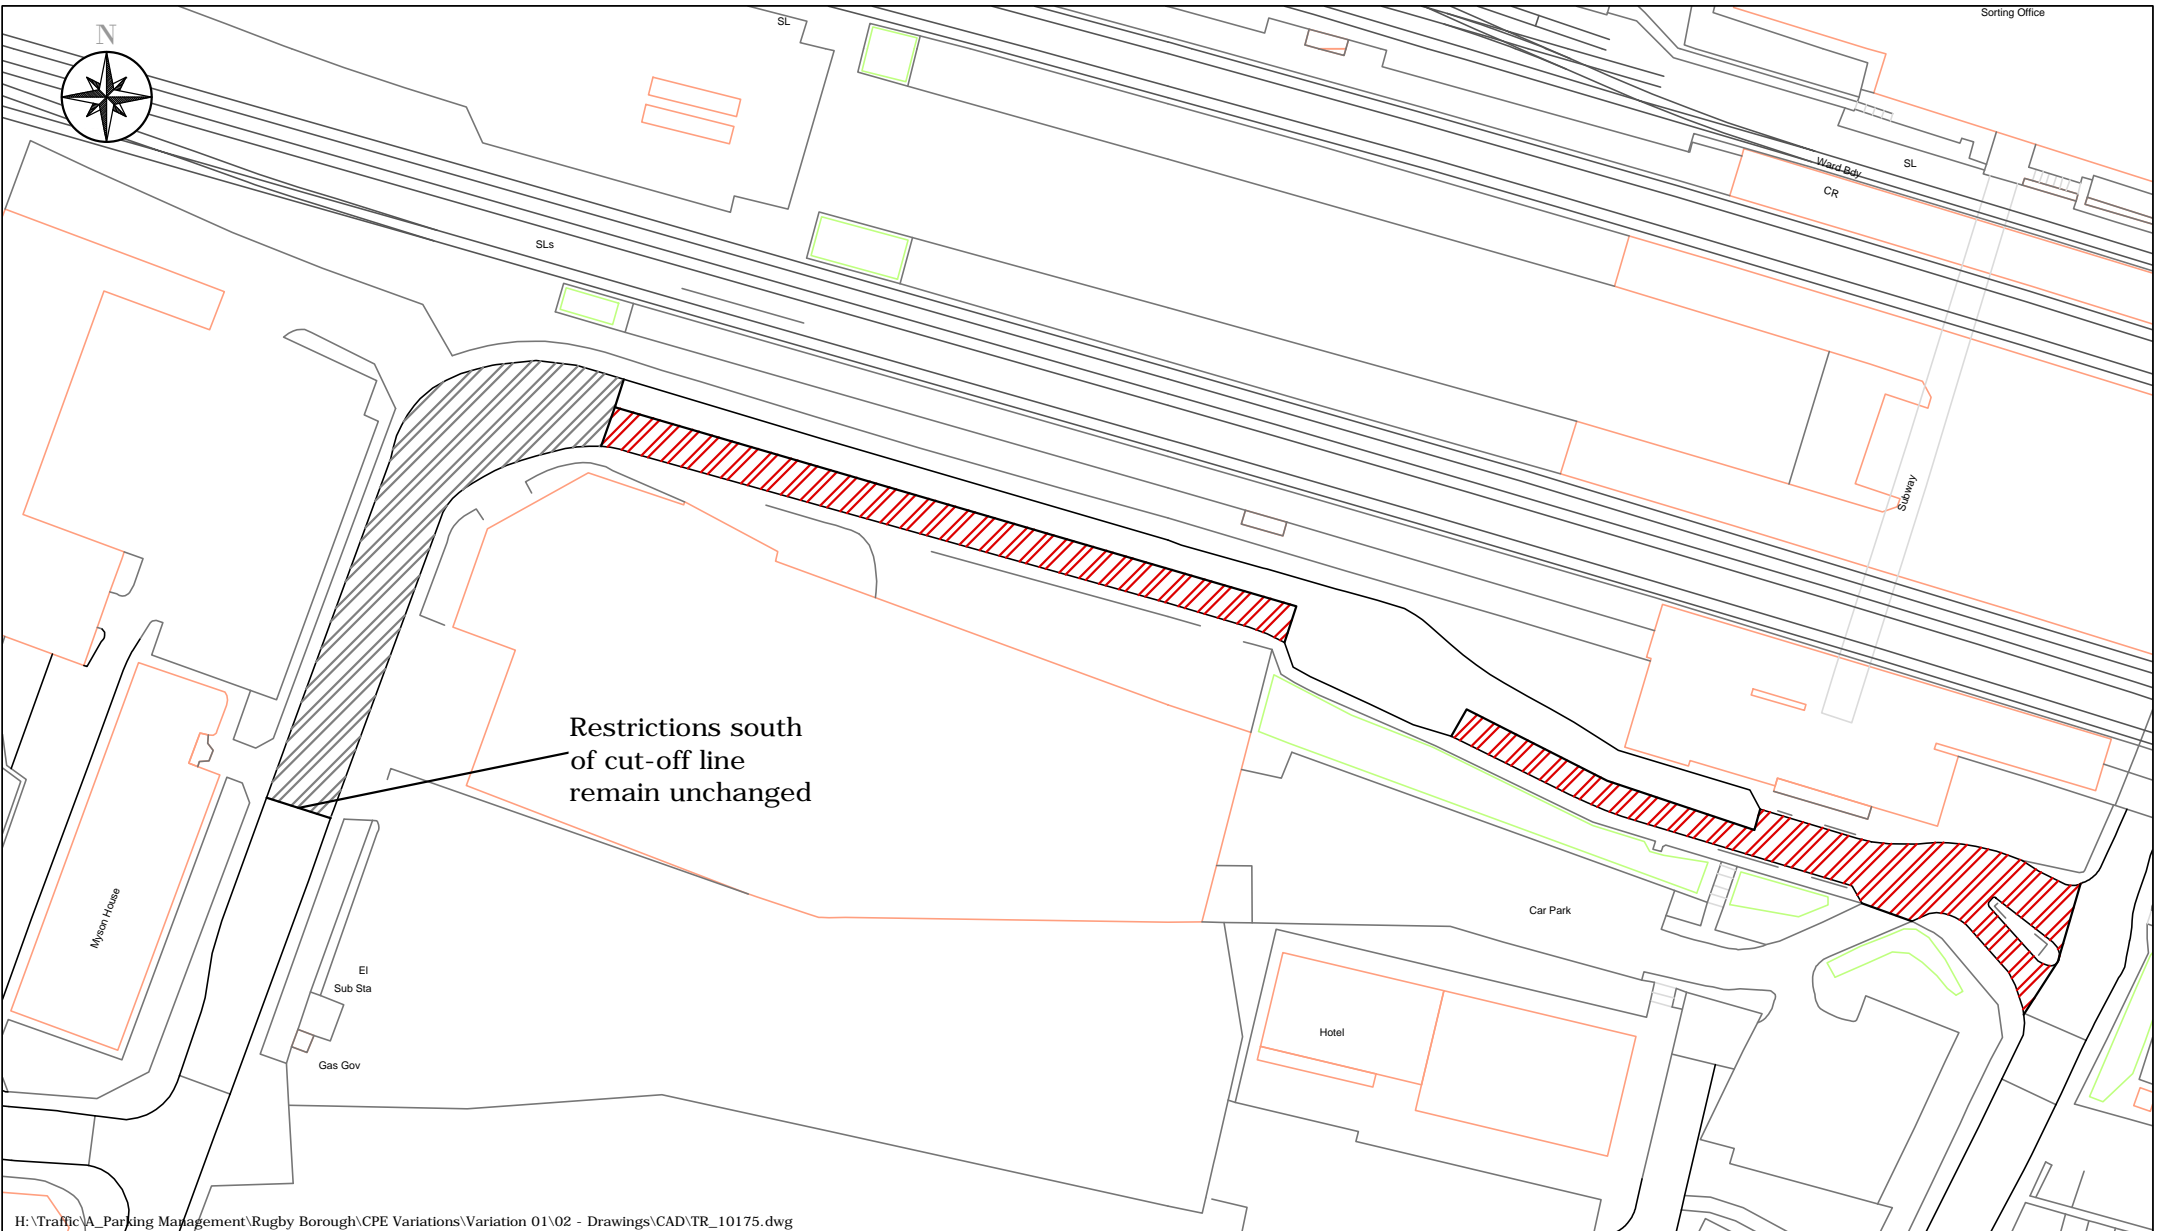 SL
Sorting Office
N
Ward Bdy
SL
CR
SLs
Subway
Restrictions south
of cut-off line
remain unchanged
Myson House
Car Park
El
Sub Sta
Hotel
Gas Gov
H:\Traffic\A_Parking Management\Rugby Borough\CPE Variations\Variation 01\02 - Drawings\CAD\TR_10175.dwg